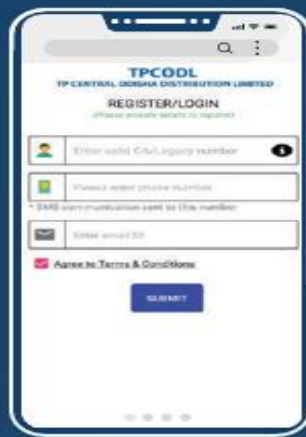 TPCODL
TP CENTRAL ODISHA DISTRIBUTION LIMITED
REGISTER/LOGIN
(Please provide details to register)
Enter valid CA/Legacy number
Please enter phone number
* SMS communication sent to this number
Enter email ID
Agree to Terms & Conditions
SUBMIT